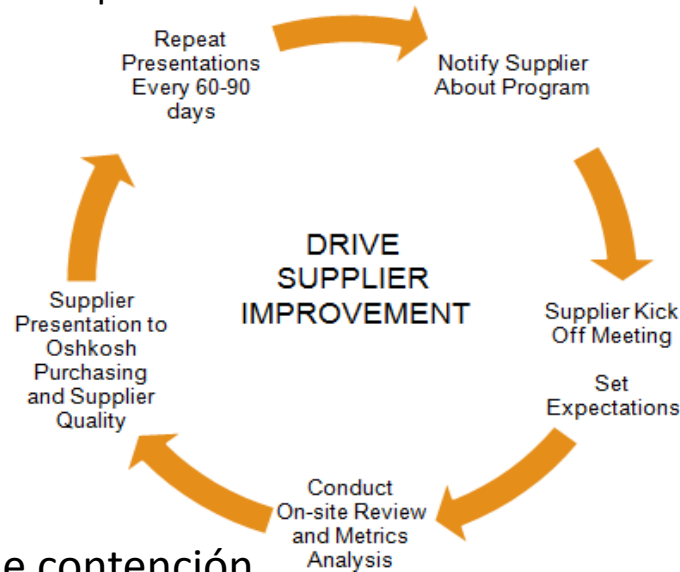 Repeat
Presentations
Every 60-90
days
Notify Supplier
About Program
DRIVE
SUPPLIER
IMPROVEMENT
Supplier Kick
Off Meeting
Set
Expectations
Supplier
Presentation to
Oshkosh
Purchasing
and Supplier
Quality
Conduct
On-site Review
and Metrics
Analysis
e contención